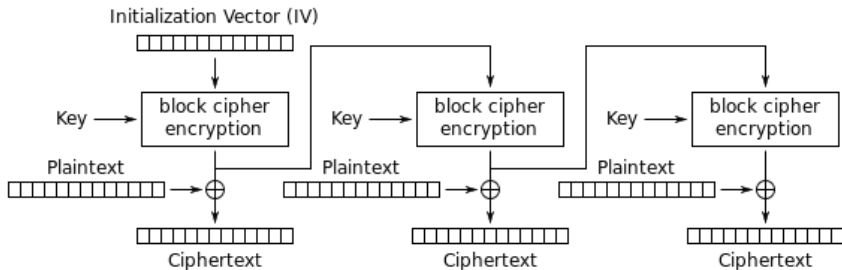 Initialization Vector (IV)
Key
block cipher
encryption
Key
block cipher
encryption
Key
block cipher
encryption
Plaintext
Plaintext
Plaintext
Ciphertext
Ciphertext
Ciphertext